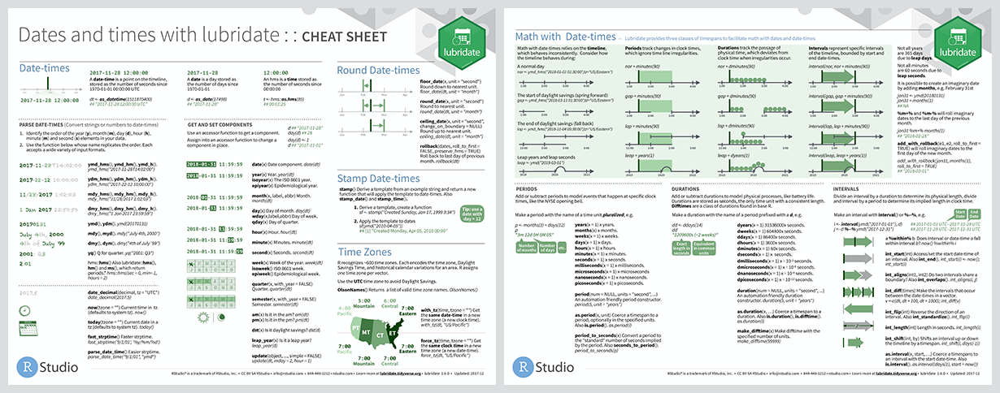 Dates and times with lubridate : : CHEAT SHEET
lubridate
Date-times
2017-11-28 12:00:00
A date-time is a point on the timeline,
stored as the number of seconds since
1970-01-01 00:00:00 UTC
dt <- as_datetime(1511870400)
## "2017-11-28 12:00:00 UTC"
2017-11-28
A date is a day stored as
the number of days since
1970-01-01
d <- as_date(17498)
## "2017-11-28"
12:00:00
An hms is a time stored as
the number of seconds since
00:00:00
t <- hms::as.hms(85)
## 00:01:25
2017-11-28 12:00:00
PARSE DATE-TIMES (Convert strings or numbers to date-times)
1. Identify the order of the year (y), month (m), day (d), hour (h),
minute (m) and second (s) elements in your data.
2. Use the function below whose name replicates the order. Each
accepts a wide variety of input formats.
2017-11-28T14:02:00
ymd_hms(), ymd_hm(), ymd_h().
ymd_hms("2017-11-28T14:02:00")
2017-22-12 10:00:00
ydm_hms(), ydm_hm(), ydm_h().
ydm_hms("2017-22-12 10:00:00")
11/28/2017 1:02:03
mdy_hms(), mdy_hm(), mdy_h().
mdy_hms("11/28/2017 1:02:03")
1 Jan 2017 23:59:59
dmy_hms(), dmy_hm(), dmy_h().
dmy_hms("1 Jan 2017 23:59:59")
20170131
ymd(), ydm(). ymd(20170131)
July 4th, 2000
mdy(), myd(). mdy("July 4th, 2000")
4th of July '99
dmy(), dym(). dmy("4th of July '99")
2001: Q3
yq() Q for quarter. yq("2001: Q3")
2:01
hms::hms() Also lubridate::hms(),
hm() and ms(), which return
periods.* hms::hms(sec = 0, min= 1,
hours = 2)
2017.5
date_decimal(decimal, tz = "UTC")
date_decimal(2017.5)
now(tzone = "") Current time in tz
(defaults to system tz). now()
today(tzone = "") Current date in a
tz (defaults to system tz). today()
fast_strptime() Faster strptime.
fast_strptime('9/1/01', '%y/%m/%d')
parse_date_time() Easier strptime.
parse_date_time("9/1/01", "ymd")
GET AND SET COMPONENTS
Use an accessor function to get a component.
Assign into an accessor function to change a
component in place.
d ## "2017-11-28"
day(d) ## 28
day(d) <- 1
d ## "2017-11-01"
2018-01-31 11:59:59
date(x) Date component. date(dt)
2018-01-31 11:59:59
year(x) Year. year(dt)
isoyear(x) The ISO 8601 year.
epiyear(x) Epidemiological year.
2018-01-31 11:59:59
month(x, label, abbr) Month.
month(dt)
2018-01-31 11:59:59
day(x) Day of month. day(dt)
wday(x,label,abbr) Day of week.
qday(x) Day of quarter.
2018-01-31 11:59:59
hour(x) Hour. hour(dt)
2018-01-31 11:59:59
minute(x) Minutes. minute(dt)
2018-01-31 11:59:59
second(x) Seconds. second(dt)
week(x) Week of the year. week(dt)
isoweek() ISO 8601 week.
epiweek() Epidemiological week.
quarter(x, with_year = FALSE)
Quarter. quarter(dt)
semester(x, with_year = FALSE)
Semester. semester(dt)
am(x) Is it in the am? am(dt)
pm(x) Is it in the pm? pm(dt)
dst(x) Is it daylight savings? dst(d)
leap_year(x) Is it a leap year?
leap_year(d)
update(object, ..., simple = FALSE)
update(dt, mday = 2, hour = 1)
Round Date-times
floor_date(x, unit = "second")
Round down to nearest unit.
floor_date(dt, unit = "month")
round_date(x, unit = "second")
Round to nearest unit.
round_date(dt, unit = "month")
ceiling_date(x, unit = "second",
change_on_boundary = NULL)
Round up to nearest unit.
ceiling_date(dt, unit = "month")
rollback(dates, roll_to_first =
FALSE, preserve_hms = TRUE)
Roll back to last day of previous
month. rollback(dt)
Stamp Date-times
stamp() Derive a template from an example string and return a new
function that will apply the template to date-times. Also
stamp_date() and stamp_time().
1. Derive a template, create a function
sf <- stamp("Created Sunday, Jan 17, 1999 3:34")
2. Apply the template to dates
sf(ymd("2010-04-05"))
## [1] "Created Monday, Apr 05, 2010 00:00"
Tip: use a
date with
day > 12
Time Zones
R recognizes ~600 time zones. Each encodes the time zone, Daylight
Savings Time, and historical calendar variations for an area. R assigns
one time zone per vector.
Use the UTC time zone to avoid Daylight Savings.
OlsonNames() Returns a list of valid time zone names. OlsonNames()
4:00
Pacific
5:00
Mountain
6:00
Central
7:00
Eastern
PT
MT
CT
ET
7:00
Pacific
7:00
Mountain
7:00
Central
7:00
Eastern
with_tz(time, tzone = "") Get
the same date-time in a new
time zone (a new clock time).
with_tz(dt, "US/Pacific")
force_tz(time, tzone = "") Get
the same clock time in a new
time zone (a new date-time).
force_tz(dt, "US/Pacific")
R Studio
RStudio® is a trademark of RStudio, Inc. • CC BY SA RStudio • info@rstudio.com • 844-448-1212 • rstudio.com • Learn more at lubridate.tidyverse.org • lubridate 1.6.0 • Updated: 2017-12
Math with Date-times — Lubridate provides three classes of timespans to facilitate math with dates and date-times
lubridate
Math with date-times relies on the timeline,
which behaves inconsistently. Consider how
the timeline behaves during:
A normal day
nor <- ymd_hms("2018-01-01 01:30:00",tz="US/Eastern")
The start of daylight savings (spring forward)
gap <- ymd_hms("2018-03-11 01:30:00",tz="US/Eastern")
The end of daylight savings (fall back)
lap <- ymd_hms("2018-11-04 00:30:00",tz="US/Eastern")
Leap years and leap seconds
leap <- ymd("2019-03-01")
Periods track changes in clock times,
which ignore time line irregularities.
nor + minutes(90)
gap + minutes(90)
lap + minutes(90)
leap + years(1)
Durations track the passage of
physical time, which deviates from
clock time when irregularities occur.
nor + dminutes(90)
gap + dminutes(90)
lap + dminutes(90)
leap + dyears(1)
Intervals represent specific intervals
of the timeline, bounded by start and
end date-times.
interval(nor, nor + minutes(90))
interval(gap, gap + minutes(90))
interval(lap, lap + minutes(90))
interval(leap, leap + years(1))
Not all years
are 365 days
due to leap days.
Not all minutes
are 60 seconds due to
leap seconds.
It is possible to create an imaginary date
by adding months, e.g. February 31st
jan31 <- ymd(20180131)
jan31 + months(1)
## NA
%m+% and %m-% will roll imaginary
dates to the last day of the previous
month.
jan31 %m+% months(1)
## "2018-02-28"
add_with_rollback(e1, e2, roll_to_first =
TRUE) will roll imaginary dates to the
first day of the new month.
add_with_rollback(jan31, months(1),
roll_to_first = TRUE)
## "2018-03-01"
PERIODS
Add or subtract periods to model events that happen at specific clock
times, like the NYSE opening bell.
Make a period with the name of a time unit pluralized, e.g.
p <- months(3) + days(12)
p
"3m 12d 0H 0M 0S"
Number
of months
Number
of days
etc.
years(x = 1) x years.
months(x) x months.
weeks(x = 1) x weeks.
days(x = 1) x days.
hours(x = 1) x hours.
minutes(x = 1) x minutes.
seconds(x = 1) x seconds.
milliseconds(x = 1) x milliseconds.
microseconds(x = 1) x microseconds
nanoseconds(x = 1) x nanoseconds.
picoseconds(x = 1) x picoseconds.
period(num = NULL, units = "second", ...)
An automation friendly period constructor.
period(5, unit = "years")
as.period(x, unit) Coerce a timespan to a
period, optionally in the specified units.
Also is.period(). as.period(i)
period_to_seconds(x) Convert a period to
the "standard" number of seconds implied
by the period. Also seconds_to_period().
period_to_seconds(p)
DURATIONS
Add or subtract durations to model physical processes, like battery life.
Durations are stored as seconds, the only time unit with a consistent length.
Difftimes are a class of durations found in base R.
Make a duration with the name of a period prefixed with a d, e.g.
dd <- ddays(14)
dd
"1209600s (~2 weeks)"
Exact
length in
seconds
Equivalent
in common
units
dyears(x = 1) 31536000x seconds.
dweeks(x = 1) 604800x seconds.
ddays(x = 1) 86400x seconds.
dhours(x = 1) 3600x seconds.
dminutes(x = 1) 60x seconds.
dseconds(x = 1) x seconds.
dmilliseconds(x = 1) x × 10⁻³ seconds.
dmicroseconds(x = 1) x × 10⁻⁶ seconds.
dnanoseconds(x = 1) x × 10⁻⁹ seconds.
dpicoseconds(x = 1) x × 10⁻¹² seconds.
duration(num = NULL, units = "second", ...)
An automation friendly duration
constructor. duration(5, unit = "years")
as.duration(x, ...) Coerce a timespan to a
duration. Also is.duration(), is.difftime().
as.duration(i)
make_difftime(x) Make difftime with the
specified number of units.
make_difftime(99999)
INTERVALS
Divide an interval by a duration to determine its physical length, divide
and interval by a period to determine its implied length in clock time.
Make an interval with interval() or %--%, e.g.
Start
Date
End
Date
i <- interval(ymd("2017-01-01"), d)
j <- d %--% ymd("2017-12-31")
## 2017-01-01 UTC--2017-11-28 UTC
## 2017-11-28 UTC--2017-12-31 UTC
a %within% b Does interval or date-time a fall
within interval b? now() %within% i
int_start(int) Access/set the start date-time of
an interval. Also int_end(). int_start(i) <- now();
int_start(i)
int_aligns(int1, int2) Do two intervals share a
boundary? Also int_overlaps(). int_aligns(i, j)
int_diff(times) Make the intervals that occur
between the date-times in a vector.
v <-c(dt, dt + 100, dt + 1000); int_diff(v)
int_flip(int) Reverse the direction of an
interval. Also int_standardize(). int_flip(i)
int_length(int) Length in seconds. int_length(i)
int_shift(int, by) Shifts an interval up or down
the timeline by a timespan. int_shift(i, days(-1))
as.interval(x, start, ...) Coerce a timespan to
an interval with the start date-time. Also
is.interval(). as.interval(days(1), start = now())
R Studio
RStudio® is a trademark of RStudio, Inc. • CC BY SA RStudio • info@rstudio.com • 844-448-1212 • rstudio.com • Learn more at lubridate.tidyverse.org • lubridate 1.6.0 • Updated: 2017-12